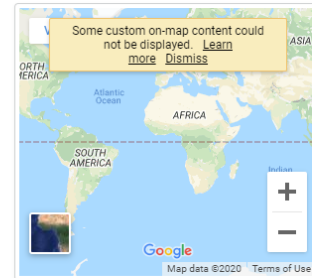 Some custom on-map content could
not be displayed. Learn
more Dismiss
V
ASIA
ORTH
MERICA
Atlantic
Ocean
AFRICA
SOUTH
AMERICA
Indian
+
−
Google
Map data ©2020 Terms of Use